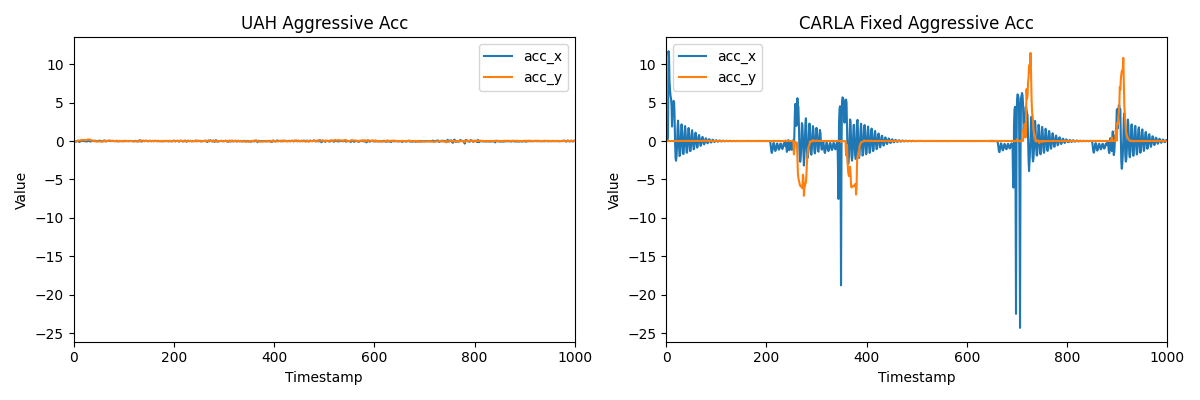 UAH Aggressive Acc
10
5
0
−5
−10
−15
−20
−25
Value
0 200 400 600 800 1000
Timestamp
acc_x
acc_y
CARLA Fixed Aggressive Acc
10
5
0
−5
−10
−15
−20
−25
Value
0 200 400 600 800 1000
Timestamp
acc_x
acc_y